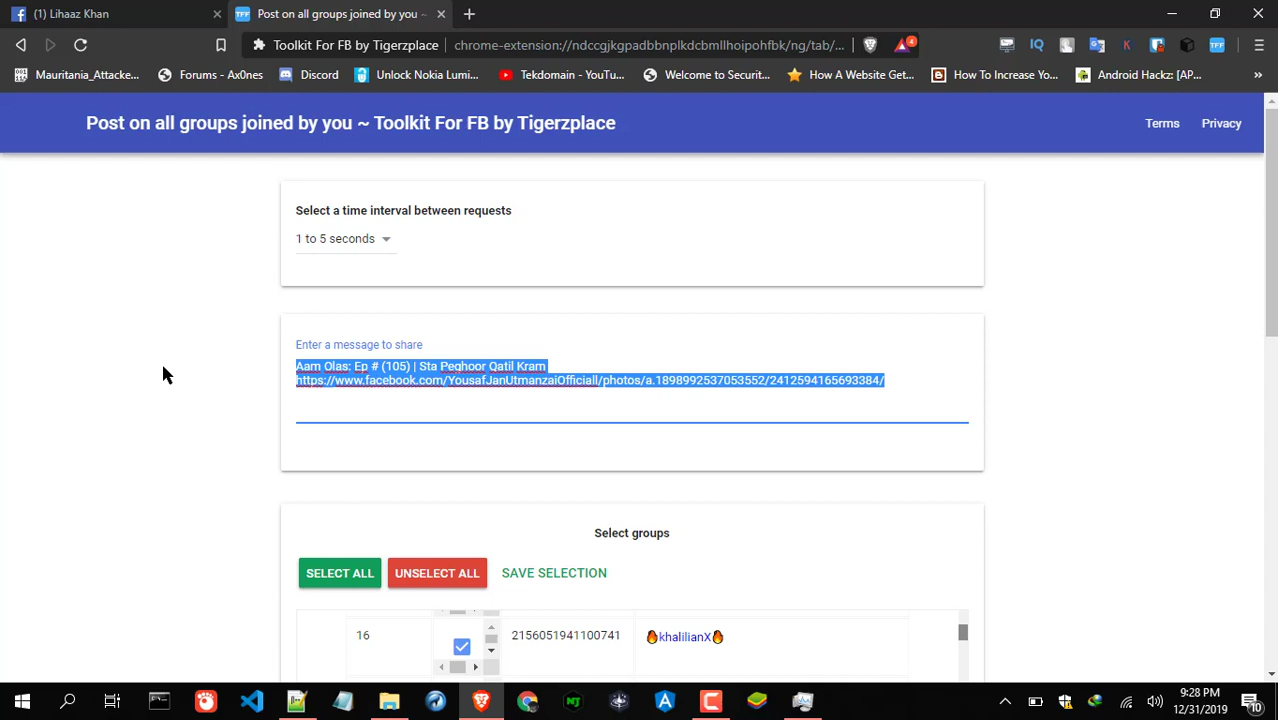 (1) Lihaaz Khan
TFF
Post on all groups joined by you ~
Toolkit For FB by Tigerzplace
chrome-extension://ndccgjkgpadbbnplkdcbmllhoipohfbk/ng/tab/...
4
IQ
K
TFF
Mauritania_Attacke...
Forums - Ax0nes
Discord
Unlock Nokia Lumi...
Tekdomain - YouTu...
Welcome to Securit...
How A Website Get...
How To Increase Yo...
Android Hackz: [AP...
»
Post on all groups joined by you ~ Toolkit For FB by Tigerzplace
Terms
Privacy
Select a time interval between requests
1 to 5 seconds
Enter a message to share
Aam Olas: Ep # (105) | Sta Peghoor Qatil Kram
https://www.facebook.com/YousafJanUtmanzaiOfficiall/photos/a.1898992537053552/2412594165693384/
Select groups
SELECT ALL
UNSELECT ALL
SAVE SELECTION
16
2156051941100741
🔥khalilianX🔥
9:28 PM
12/31/2019
10